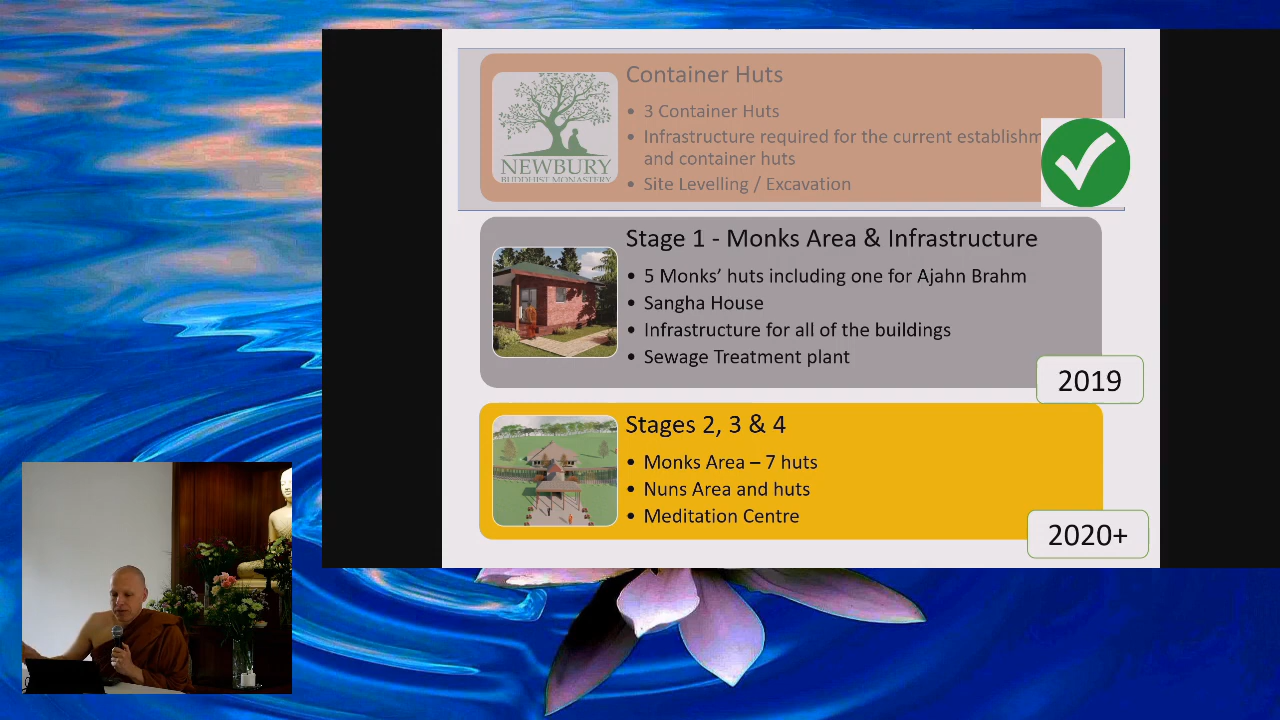 Container Huts
• 3 Container Huts
• Infrastructure required for the current establishm
and container huts
• Site Levelling / Excavation
NEWBURY
BUDDHIST MONASTERY
Stage 1 - Monks Area & Infrastructure
• 5 Monks’ huts including one for Ajahn Brahm
• Sangha House
• Infrastructure for all of the buildings
• Sewage Treatment plant
2019
Stages 2, 3 & 4
• Monks Area – 7 huts
• Nuns Area and huts
• Meditation Centre
2020+